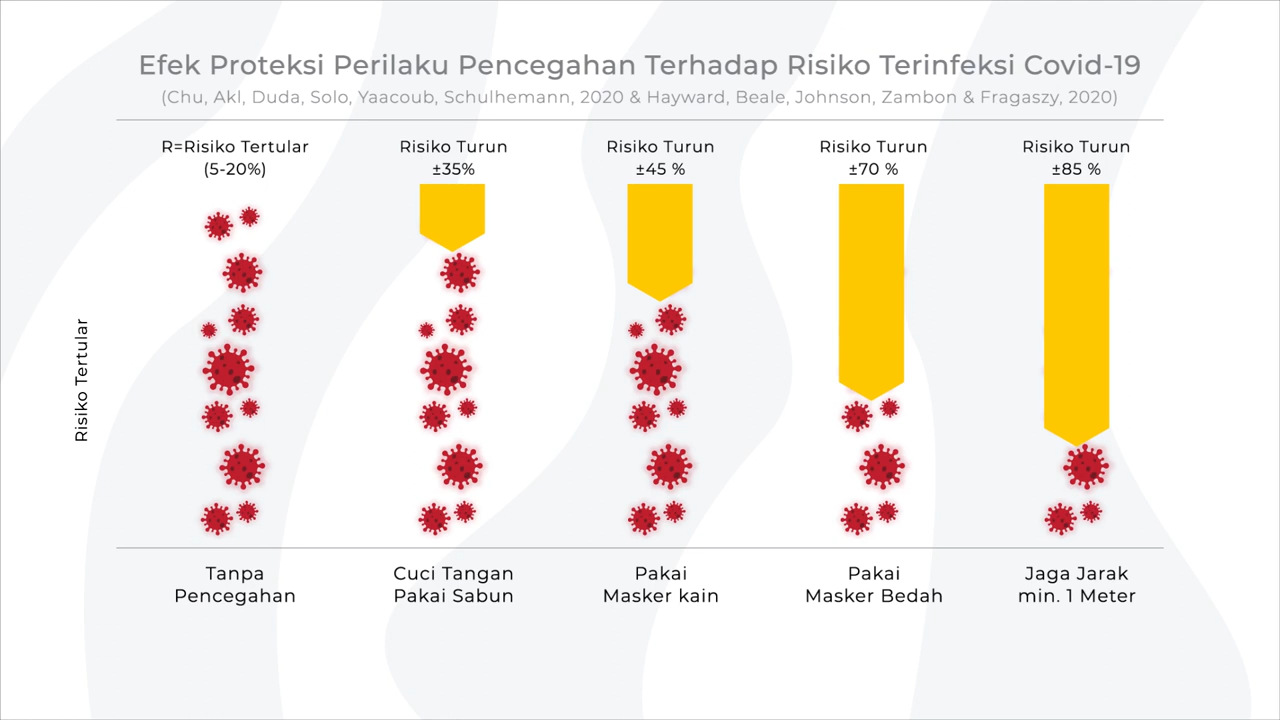 Efek Proteksi Perilaku Pencegahan Terhadap Risiko Terinfeksi Covid-19
(Chu, Akl, Duda, Solo, Yaacoub, Schulhemann, 2020 & Hayward, Beale, Johnson, Zambon & Fragaszy, 2020)
R=Risiko Tertular
(5-20%)
Risiko Turun
±35%
Risiko Turun
±45 %
Risiko Turun
±70 %
Risiko Turun
±85 %
Risiko Tertular
Tanpa
Pencegahan
Cuci Tangan
Pakai Sabun
Pakai
Masker kain
Pakai
Masker Bedah
Jaga Jarak
min. 1 Meter